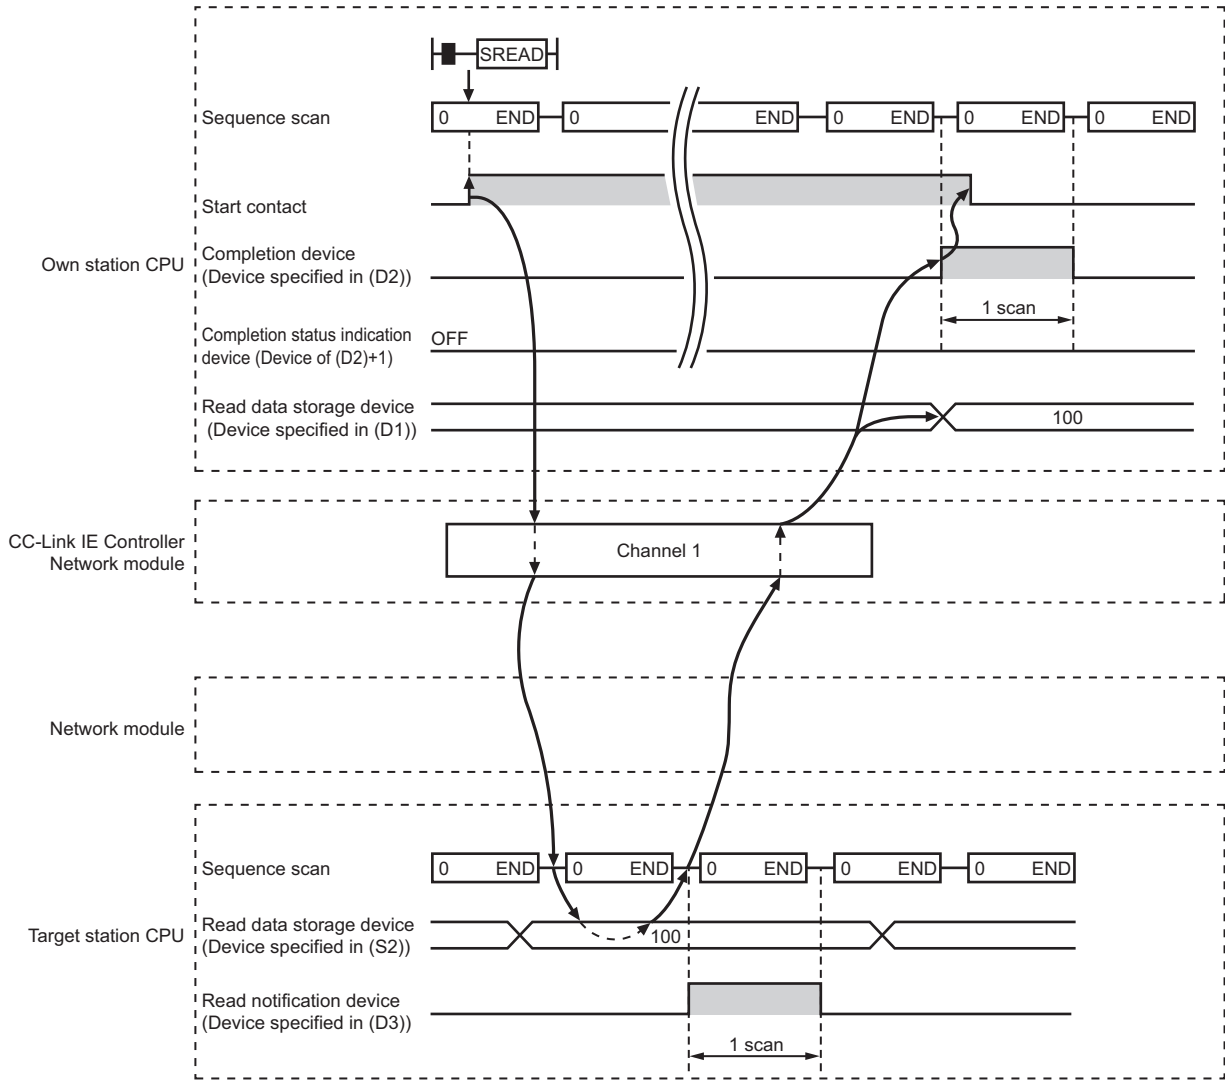 SREAD
Sequence scan
0 END 0 END 0 END 0 END 0 END
Start contact
Own station CPU
Completion device
(Device specified in (D2))
1 scan
Completion status indication
device (Device of (D2)+1)
OFF
Read data storage device
(Device specified in (D1))
100
CC-Link IE Controller
Network module
Channel 1
Network module
Sequence scan
0 END 0 END 0 END 0 END 0 END
Target station CPU
Read data storage device
(Device specified in (S2))
100
Read notification device
(Device specified in (D3))
1 scan